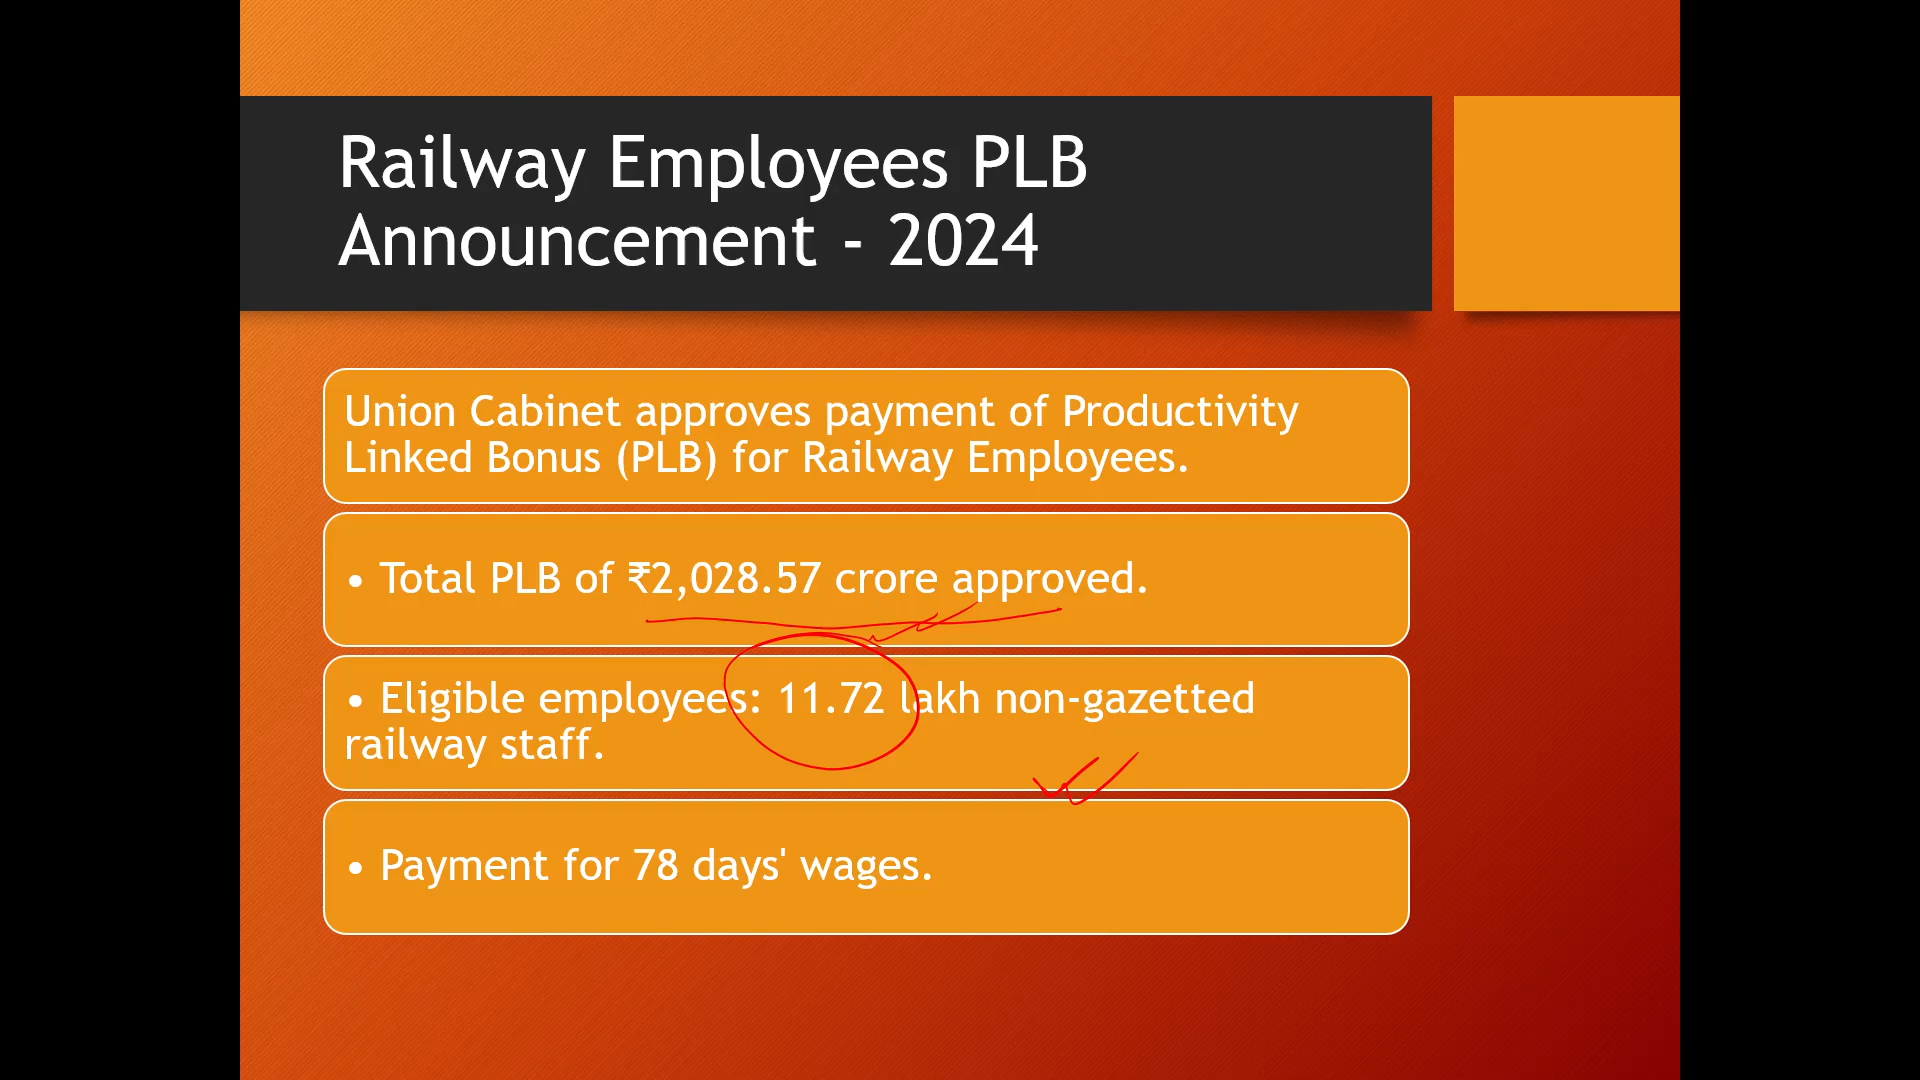 Railway Employees PLB
Announcement - 2024
Union Cabinet approves payment of Productivity
Linked Bonus (PLB) for Railway Employees.
• Total PLB of ₹2,028.57 crore approved.
• Eligible employees: 11.72 lakh non-gazetted
railway staff.
• Payment for 78 days' wages.